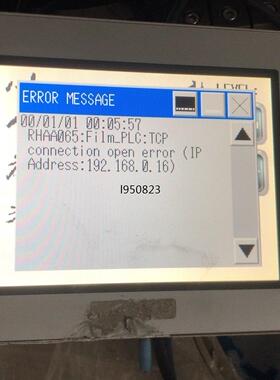 LEVEL:
ERROR MESSAGE
00/01/01 00:05:57
RHAA065:Film_PLC:TCP
connection open error (IP
Address:192.168.0.16)
I950823